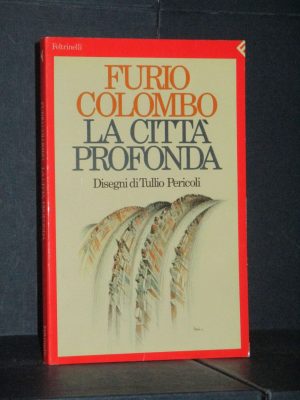 Feltrinelli
FURIO
COLOMBO
LA CITTÀ
PROFONDA
Disegni di Tullio Pericoli